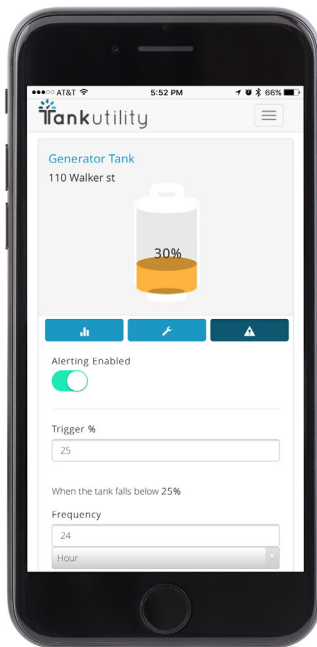 AT&T 5:52 PM 66%
Tankutility
Generator Tank
110 Walker st
30%
Alerting Enabled
Trigger %
25
When the tank falls below 25%
Frequency
24
Hour